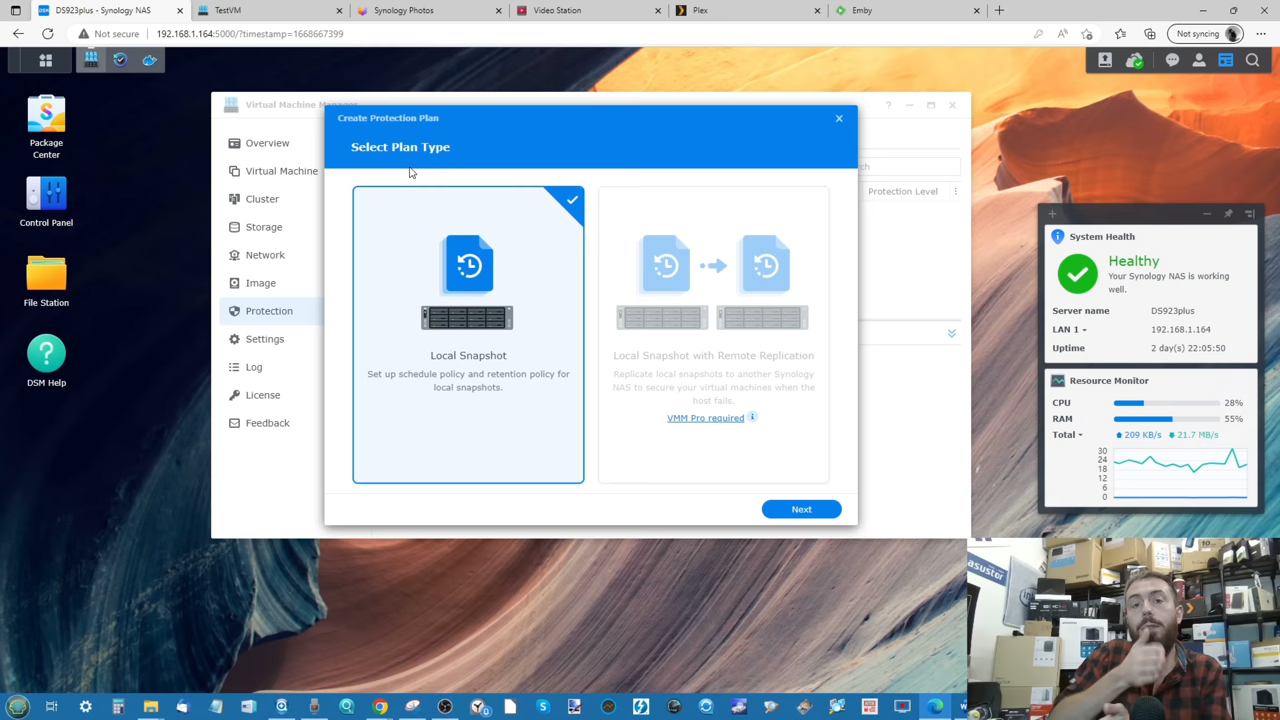 DS923plus - Synology NAS
TestVM
Synology Photos
Video Station
Plex
Emby
Not secure
192.168.1.164:5000/?timestamp=1668667399
Not syncing
Package
Center
Control Panel
File Station
DSM Help
Virtual Machine Manager
Overview
Virtual Machine
Cluster
Storage
Network
Image
Protection
Settings
Log
License
Feedback
Create Protection Plan
Select Plan Type
Local Snapshot
Set up schedule policy and retention policy for
local snapshots.
Local Snapshot with Remote Replication
Replicate local snapshots to another Synology
NAS to secure your virtual machines when the
host fails.
VMM Pro required
Next
Protection Level
System Health
Healthy
Your Synology NAS is working
well.
Server name DS923plus
LAN 1 192.168.1.164
Uptime 2 day(s) 22:05:50
Resource Monitor
CPU 28%
RAM 55%
Total 209 KB/s 21.7 MB/s
30
24
18
12
6
0
asustor